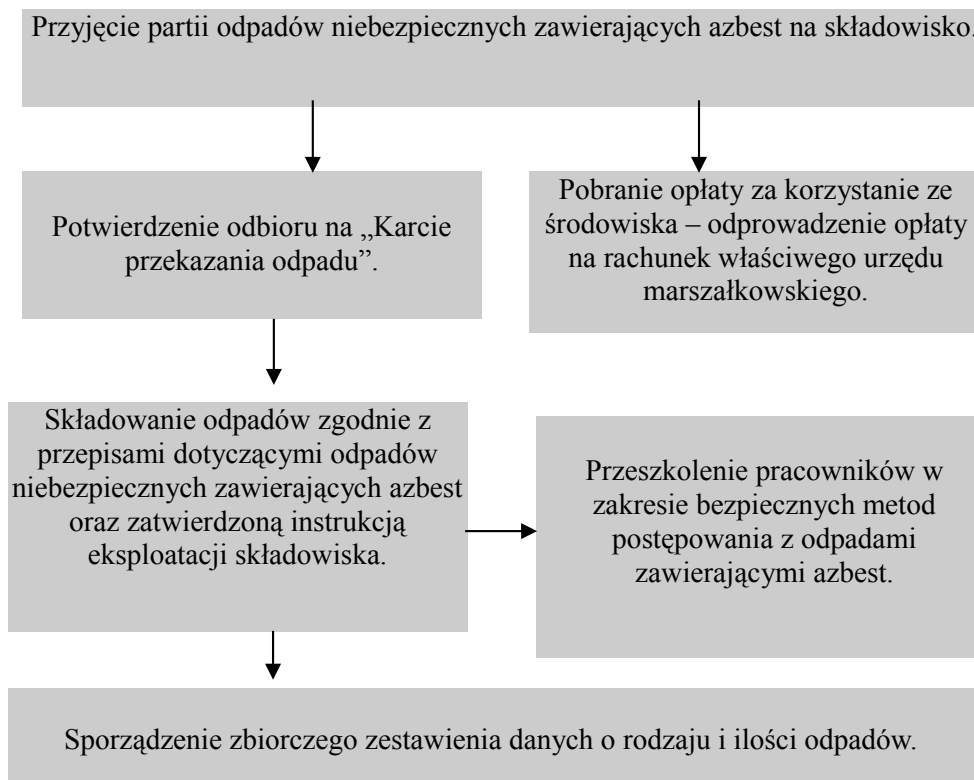 Przyjęcie partii odpadów niebezpiecznych zawierających azbest na składowisko.
Potwierdzenie odbioru na „Karcie
przekazania odpadu”.
Pobranie opłaty za korzystanie ze
środowiska – odprowadzenie opłaty
na rachunek właściwego urzędu
marszałkowskiego.
Składowanie odpadów zgodnie z
przepisami dotyczącymi odpadów
niebezpiecznych zawierających azbest
oraz zatwierdzoną instrukcją
eksploatacji składowiska.
Przeszkolenie pracowników w
zakresie bezpiecznych metod
postępowania z odpadami
zawierającymi azbest.
Sporządzenie zbiorczego zestawienia danych o rodzaju i ilości odpadów.